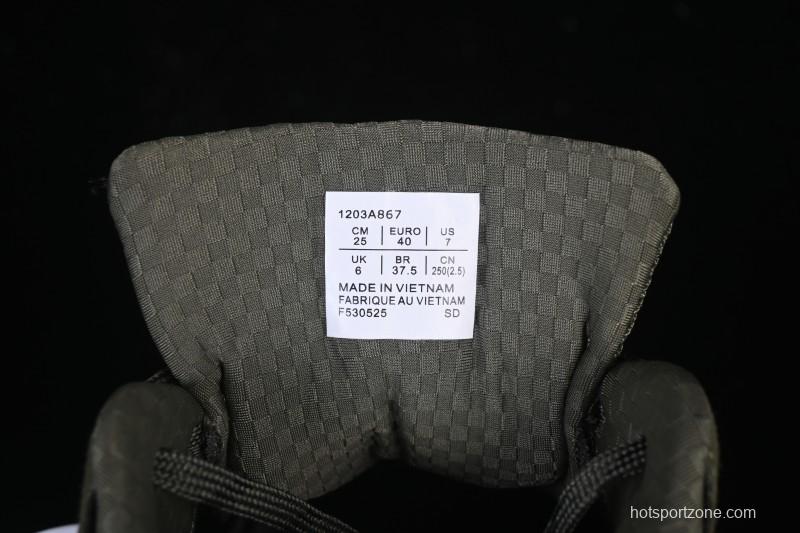 1203A867
CM EURO US
25 40 7
UK BR CN
6 37.5 250(2.5)
MADE IN VIETNAM
FABRIQUE AU VIETNAM
F530525 SD
hotsportzone.com